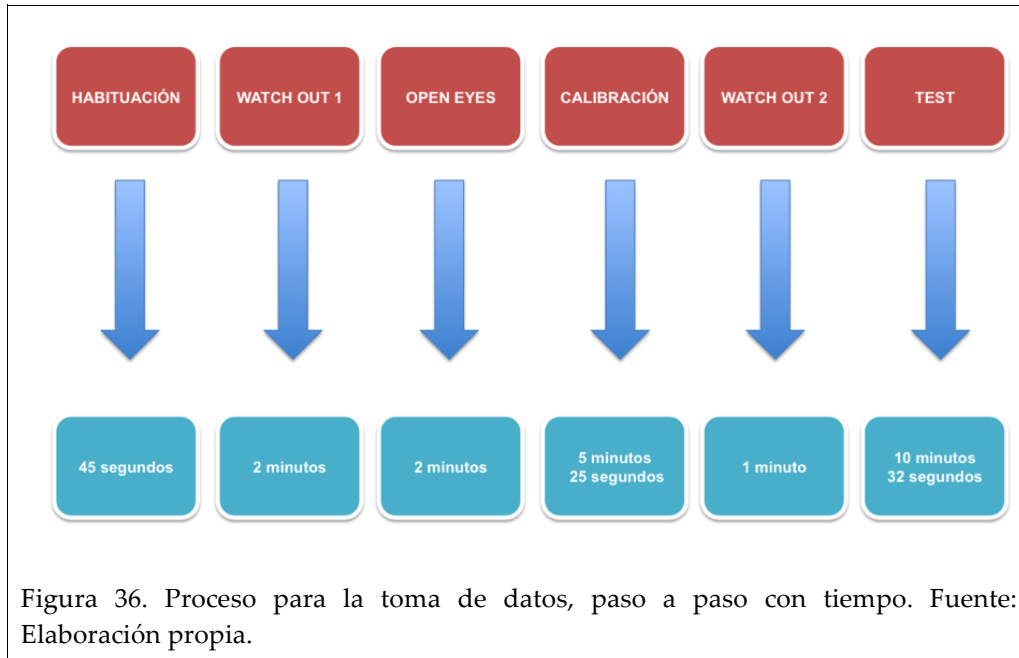 HABITUACIÓN
WATCH OUT 1
OPEN EYES
CALIBRACIÓN
WATCH OUT 2
TEST
45 segundos
2 minutos
2 minutos
5 minutos
25 segundos
1 minuto
10 minutos
32 segundos
Figura 36. Proceso para la toma de datos, paso a paso con tiempo. Fuente:
Elaboración propia.